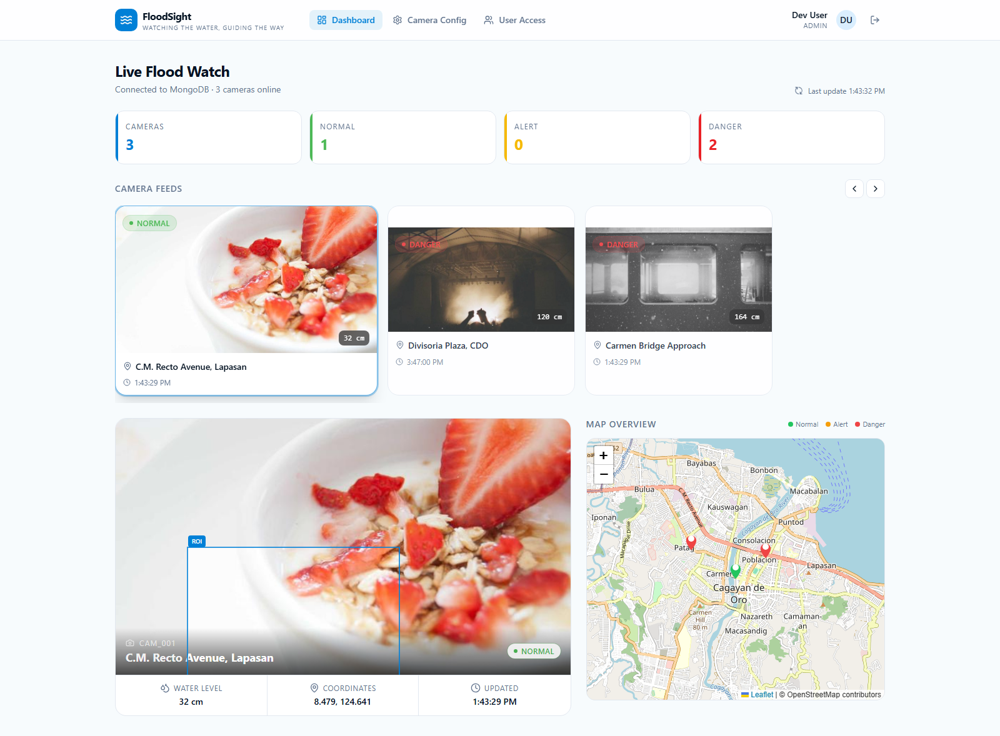 FloodSight
WATCHING THE WATER, GUIDING THE WAY
Dashboard
Camera Config
User Access
Dev User
ADMIN
DU
Live Flood Watch
Connected to MongoDB · 3 cameras online
Last update 1:43:32 PM
CAMERAS
3
NORMAL
1
ALERT
0
DANGER
2
CAMERA FEEDS
NORMAL
32 cm
C.M. Recto Avenue, Lapasan
1:43:29 PM
DANGER
120 cm
Divisoria Plaza, CDO
3:47:00 PM
DANGER
164 cm
Carmen Bridge Approach
1:43:29 PM
ROI
CAM_001
C.M. Recto Avenue, Lapasan
NORMAL
WATER LEVEL
32 cm
COORDINATES
8.479, 124.641
UPDATED
1:43:29 PM
MAP OVERVIEW
Normal
Alert
Danger
+
−
Bayabas
Bonbon
Bulua
Macabalan
C. M. Recto Avenue
Kauswagan
Iponan
Cagayan de Oro River
Puntod
Consolacion
Patag
Poblacion
Lapasan
Carmen
Cagayan de
Oro
Carmen
Hill
80 m
Nazareth
Camaman-
an
Macasandig
Leaflet | © OpenStreetMap contributors